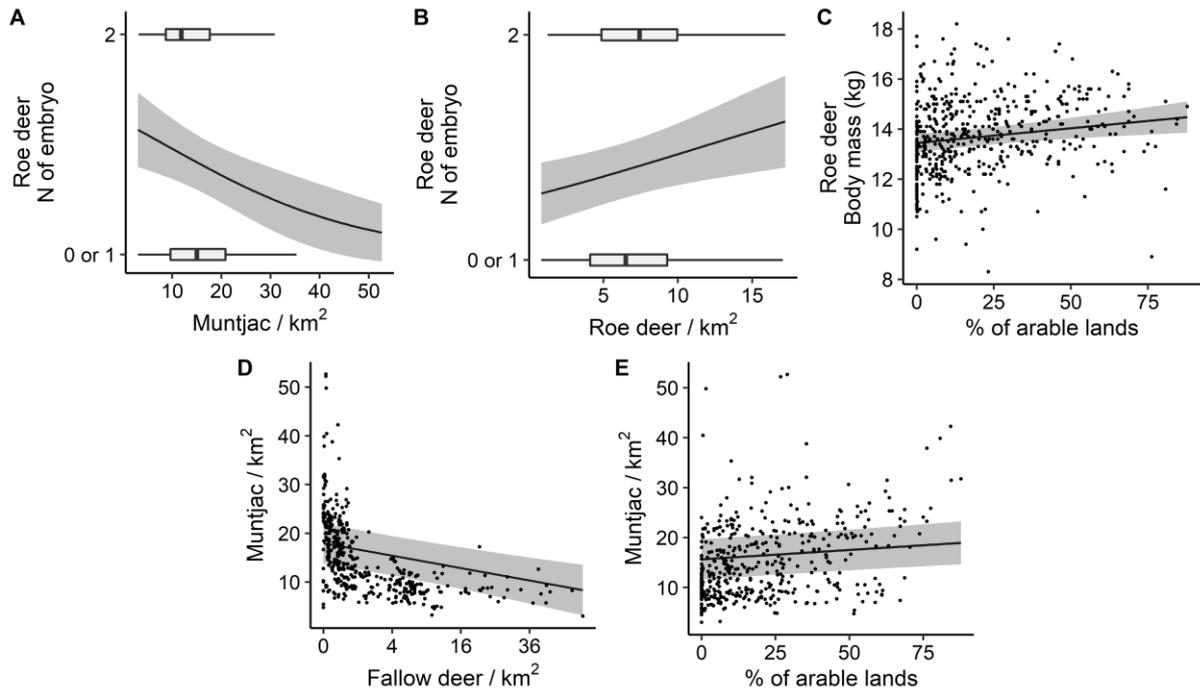 A
2
0 or 1
Roe deer
N of embryo
10 20 30 40 50
Muntjac / km²
B
2
0 or 1
Roe deer
N of embryo
5 10 15
Roe deer / km²
C
18
16
14
12
10
8
Roe deer
Body mass (kg)
0 25 50 75
% of arable lands
D
50
40
30
20
10
Muntjac / km²
0 4 16 36
Fallow deer / km²
E
50
40
30
20
10
Muntjac / km²
0 25 50 75
% of arable lands